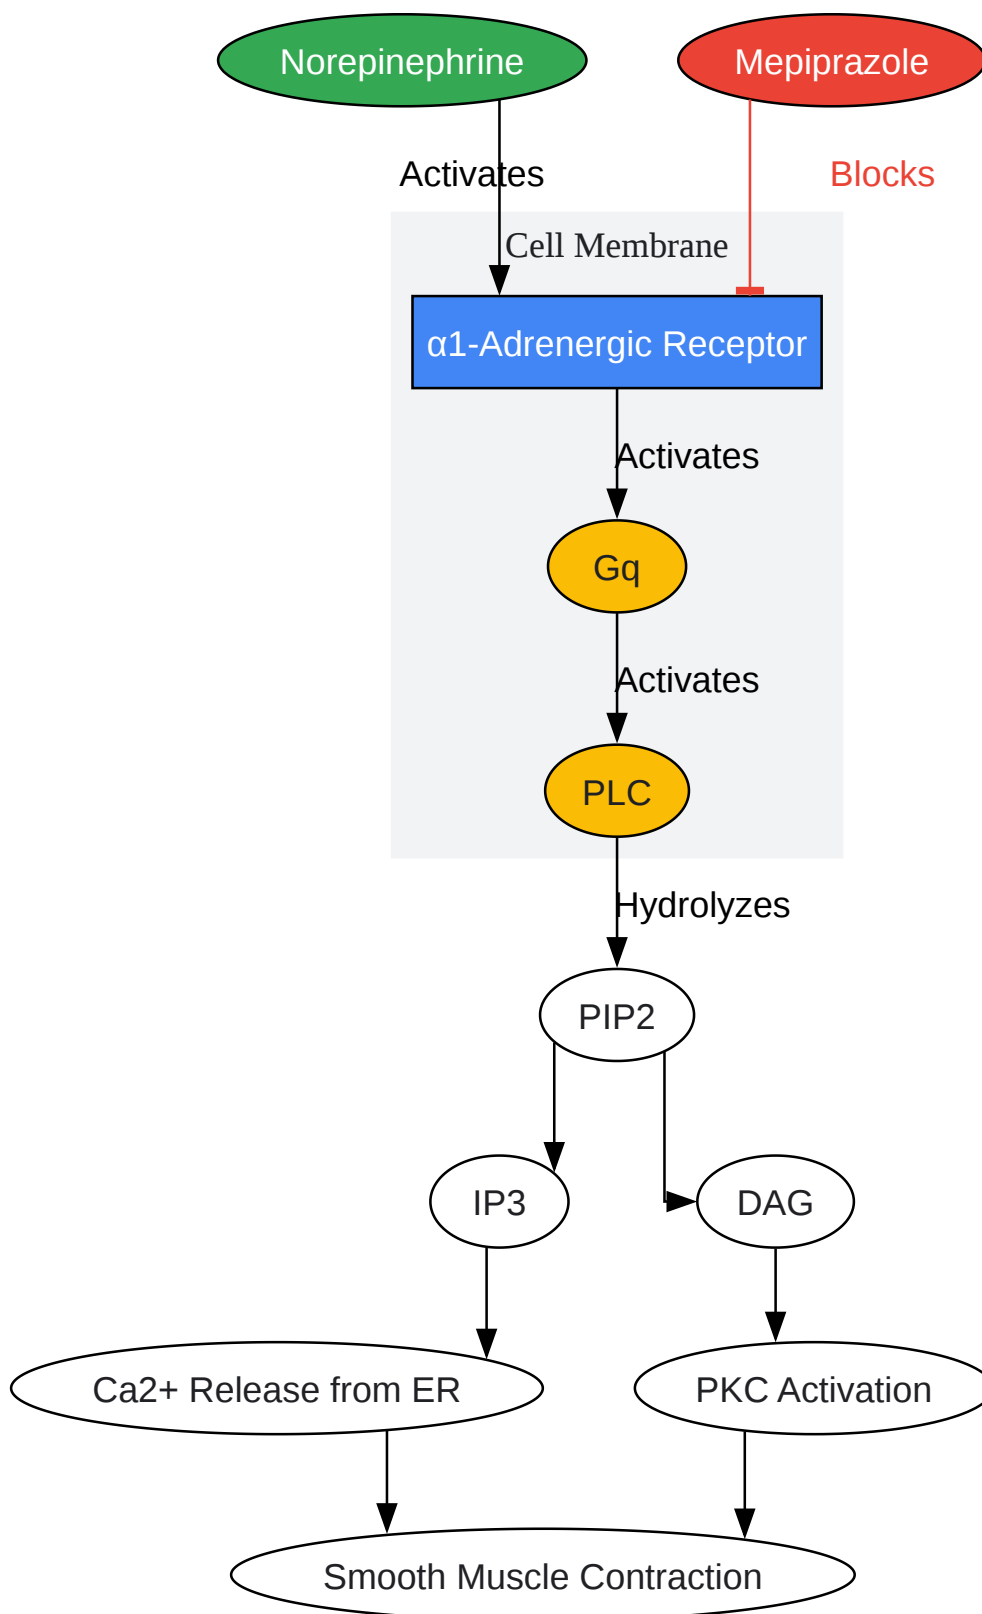 Norepinephrine
Mepiprazole
Activates
Blocks
Cell Membrane
α1-Adrenergic Receptor
Activates
Gq
Activates
PLC
Hydrolyzes
PIP2
IP3
DAG
Ca2+ Release from ER
PKC Activation
Smooth Muscle Contraction